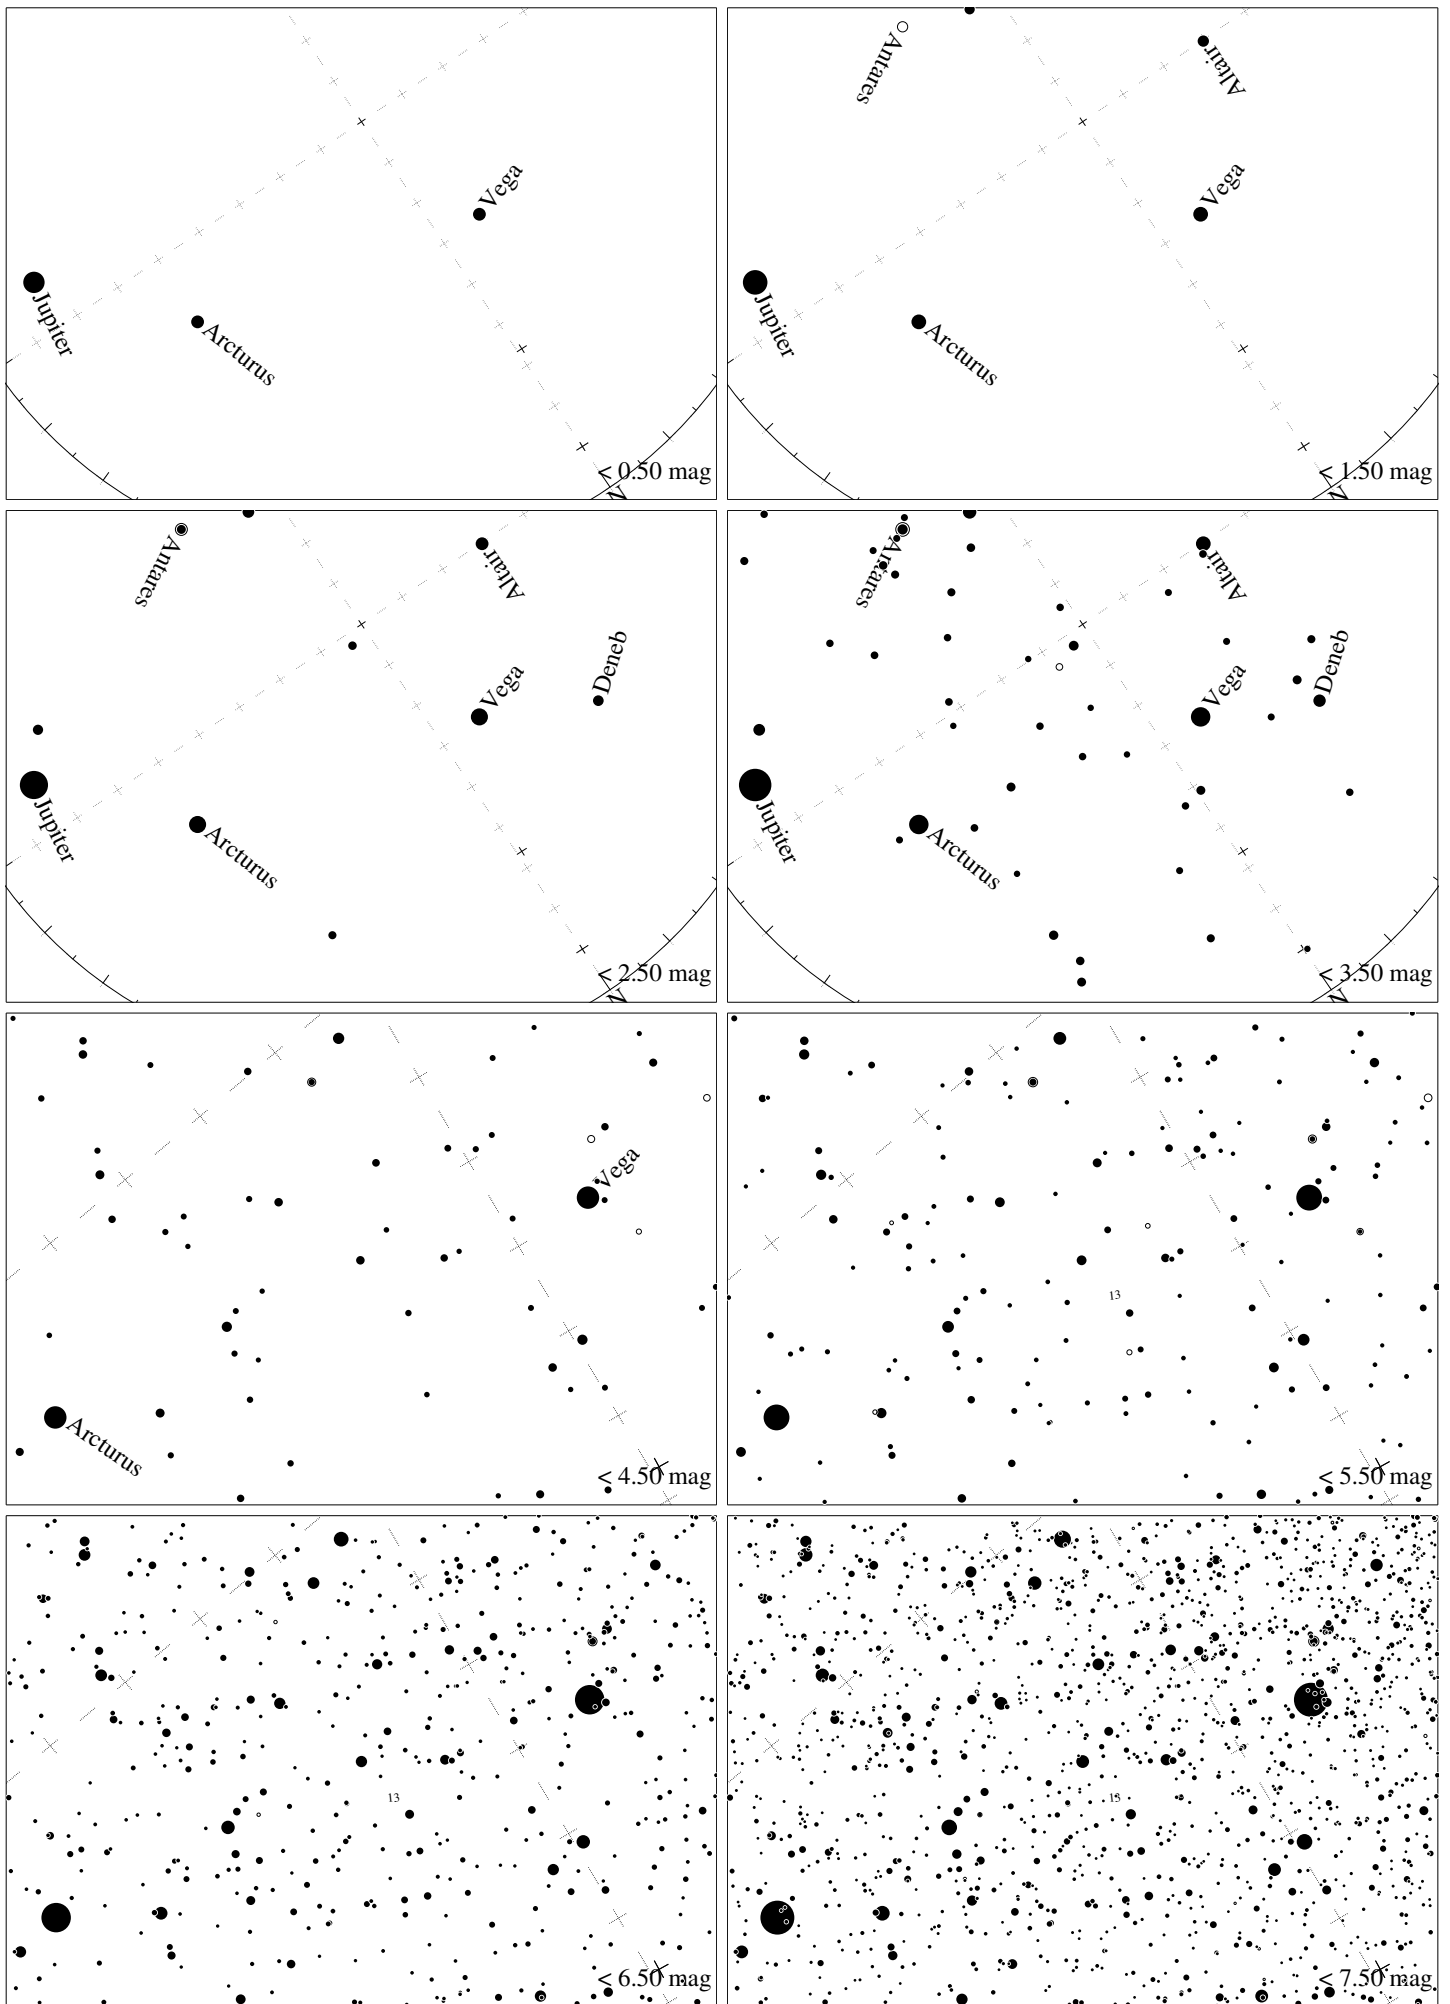 Vega
Jupiter
Arcturus
< 0.50 mag
N
Antares
Altair
Vega
Jupiter
Arcturus
< 1.50 mag
N
Antares
Altair
Deneb
Vega
Jupiter
Arcturus
< 2.50 mag
N
Antares
Altair
Deneb
Vega
Jupiter
Arcturus
< 3.50 mag
N
Vega
Arcturus
< 4.50 mag
13
< 5.50 mag
13
< 6.50 mag
13
< 7.50 mag